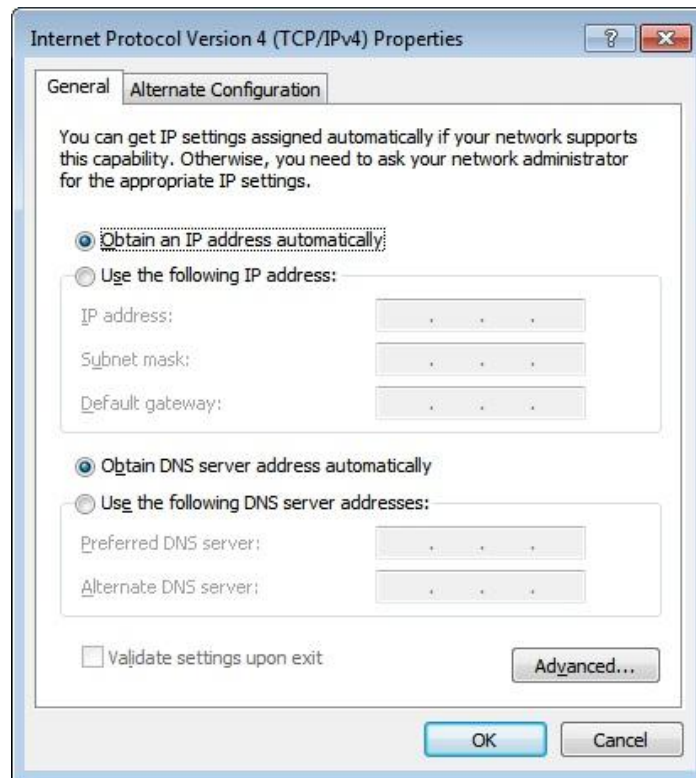 Internet Protocol Version 4 (TCP/IPv4) Properties
General
Alternate Configuration
You can get IP settings assigned automatically if your network supports
this capability. Otherwise, you need to ask your network administrator
for the appropriate IP settings.
Obtain an IP address automatically
Use the following IP address:
IP address:
Subnet mask:
Default gateway:
Obtain DNS server address automatically
Use the following DNS server addresses:
Preferred DNS server:
Alternate DNS server:
Validate settings upon exit
Advanced...
OK
Cancel